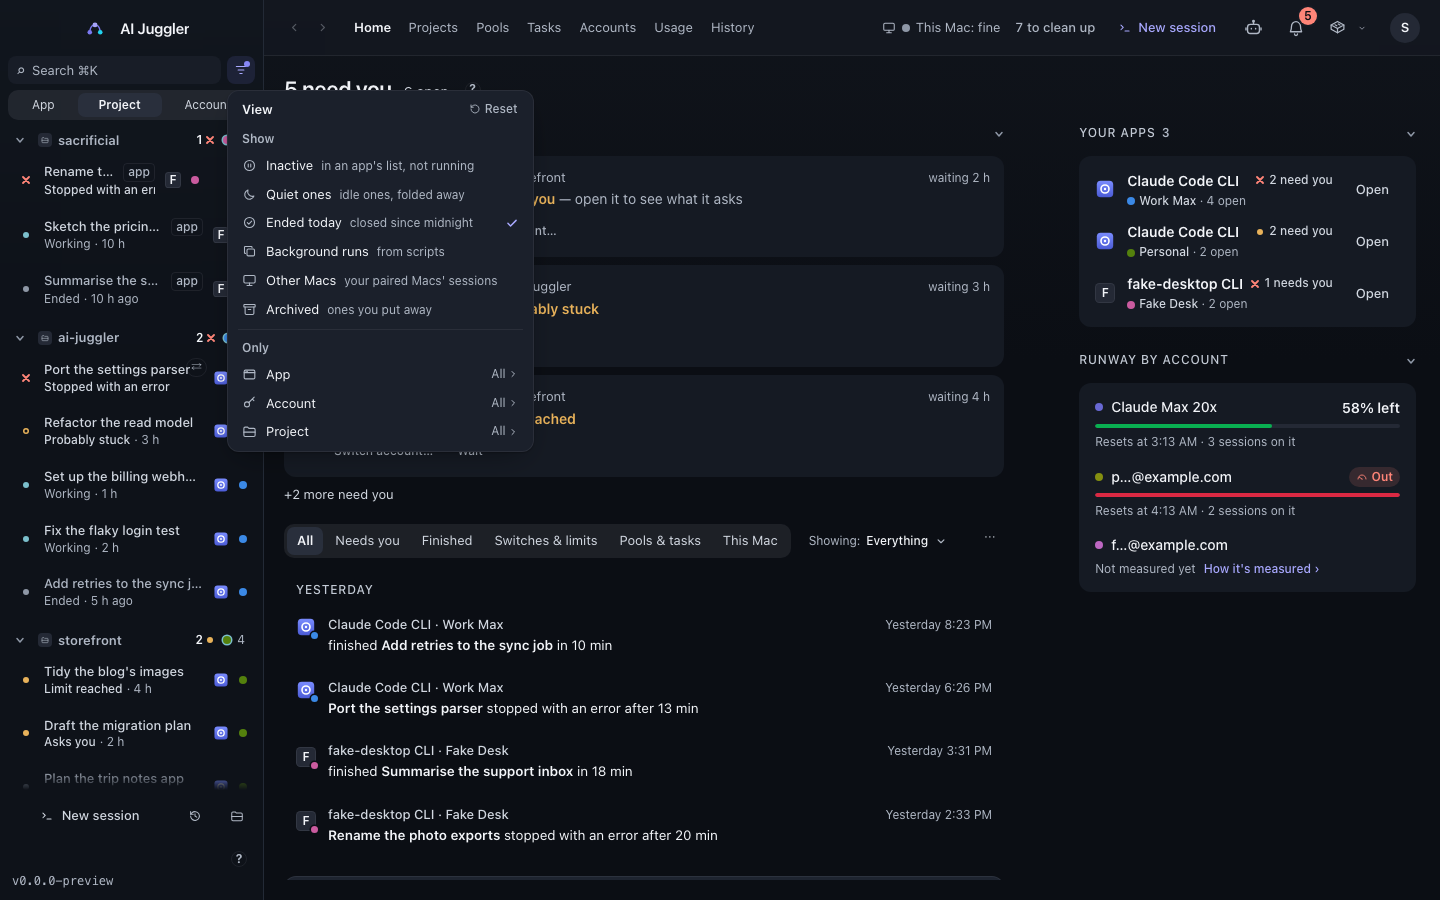 AI Juggler
Search ⌘K
App
Project
Accoun
sacrificial
1
Rename t...
app
F
Stopped with an err
Sketch the pricin...
app
F
Working · 10 h
Summarise the s...
app
F
Ended · 10 h ago
ai-juggler
2
Port the settings parser
Stopped with an error
Refactor the read model
Probably stuck · 3 h
Set up the billing webh...
Working · 1 h
Fix the flaky login test
Working · 2 h
Add retries to the sync j...
Ended · 5 h ago
storefront
2
4
Tidy the blog's images
Limit reached · 4 h
Draft the migration plan
Asks you · 2 h
Plan the trip notes app
New session
?
v0.0.0-preview
Home
Projects
Pools
Tasks
Accounts
Usage
History
This Mac: fine
7 to clean up
New session
5
S
5 need you
6 open
?
View
Reset
Show
Inactive in an app's list, not running
Quiet ones idle ones, folded away
Ended today closed since midnight
Background runs from scripts
Other Macs your paired Macs' sessions
Archived ones you put away
Only
App All ›
Account All ›
Project All ›
efront
waiting 2 h
you — open it to see what it asks
nt...
uggler
waiting 3 h
ably stuck
efront
waiting 4 h
ached
Switch account...
Wait
+2 more need you
All
Needs you
Finished
Switches & limits
Pools & tasks
This Mac
Showing: Everything
...
YESTERDAY
Claude Code CLI · Work Max
Yesterday 8:23 PM
finished Add retries to the sync job in 10 min
Claude Code CLI · Work Max
Yesterday 6:26 PM
Port the settings parser stopped with an error after 13 min
F
fake-desktop CLI · Fake Desk
Yesterday 3:31 PM
finished Summarise the support inbox in 18 min
F
fake-desktop CLI · Fake Desk
Yesterday 2:33 PM
Rename the photo exports stopped with an error after 20 min
YOUR APPS 3
Claude Code CLI
2 need you
Open
Work Max · 4 open
Claude Code CLI
2 need you
Open
Personal · 2 open
F
fake-desktop CLI
1 needs you
Open
Fake Desk · 2 open
RUNWAY BY ACCOUNT
Claude Max 20x
58% left
Resets at 3:13 AM · 3 sessions on it
p...@example.com
Out
Resets at 4:13 AM · 2 sessions on it
f...@example.com
Not measured yet How it's measured ›